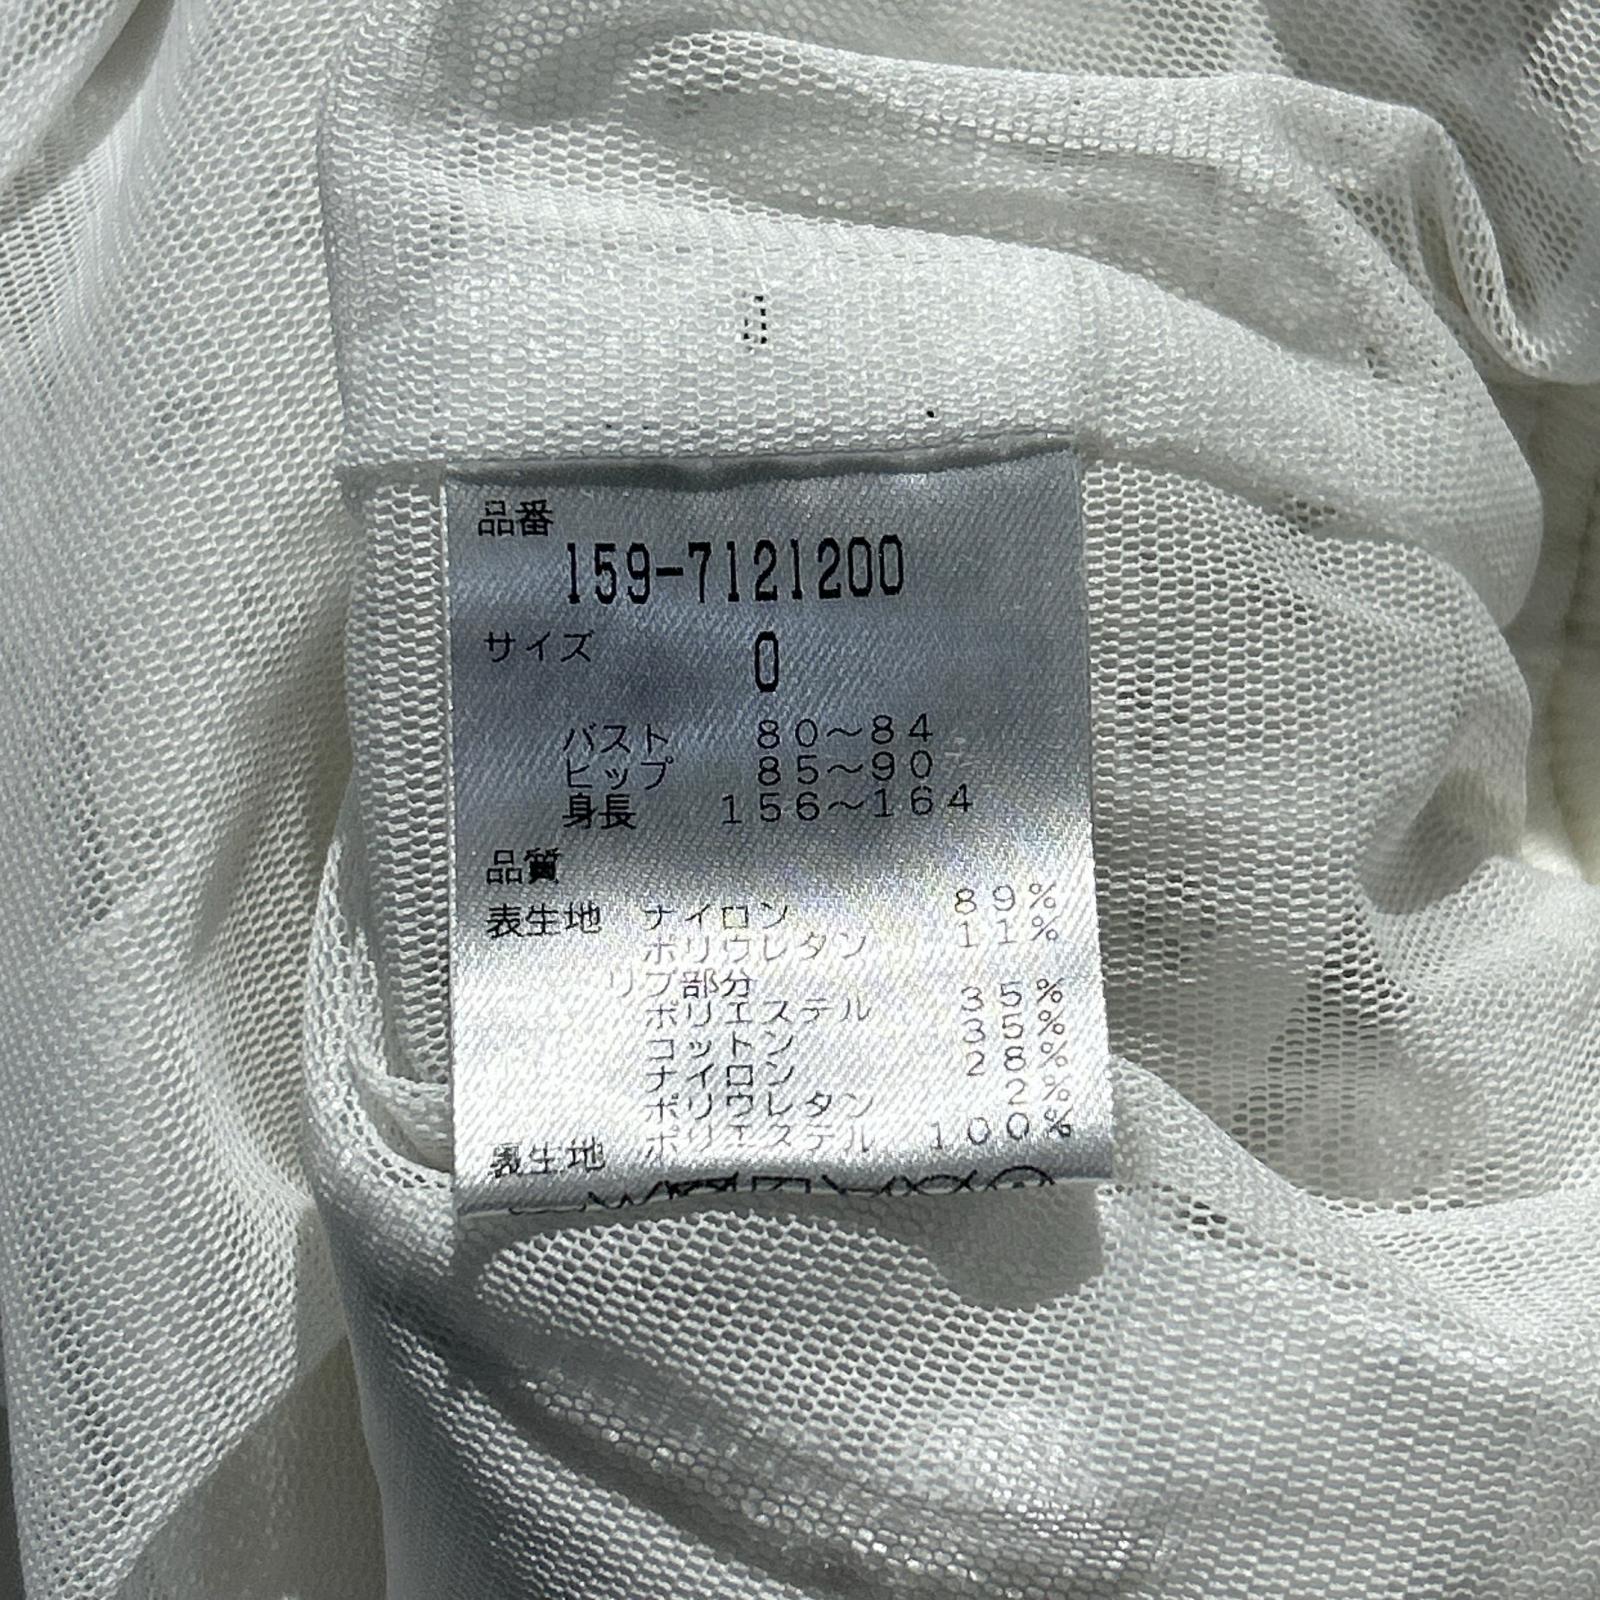 品番
159-7121200
サイズ 0
バスト 80～84
ヒップ 85～90
身長 156～164
品質
表生地 ナイロン 89%
ポリウレタン 11%
リブ部分
ポリエステル 35%
コットン 35%
ナイロン 28%
ポリウレタン 2%
裏生地 ポリエステル 100%